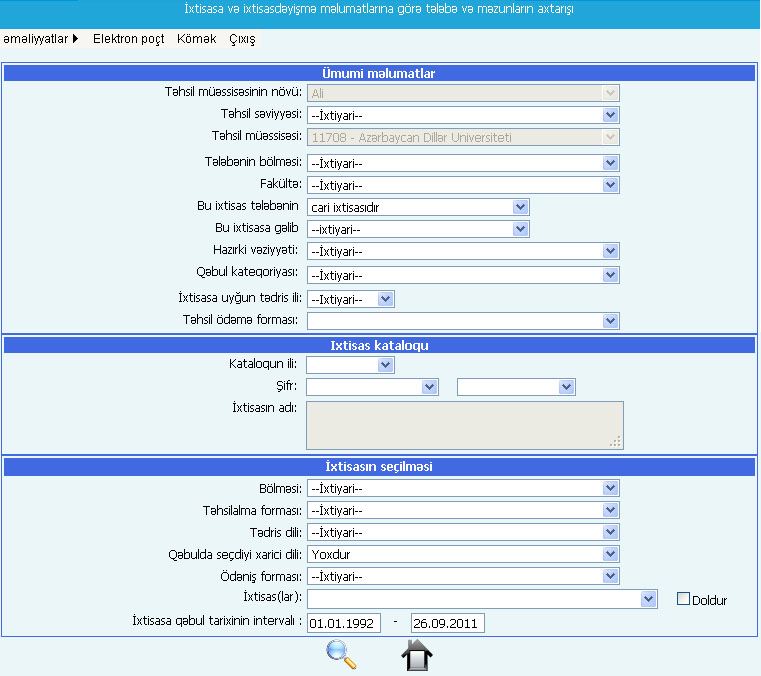 İxtisasa və ixtisasdəyişmə məlumatlarına görə tələbə və məzunların axtarışı
əməliyyatlar Elektron poçt Kömək Çıxış
Ümumi məlumatlar
Təhsil müəssisəsinin növü: Ali
Təhsil səviyyəsi: --İxtiyari--
Təhsil müəssisəsi: 11708 - Azərbaycan Dillər Universiteti
Tələbənin bölməsi: --İxtiyari--
Fakültə: --İxtiyari--
Bu ixtisas tələbənin cari ixtisasıdır
Bu ixtisasa gəlib --ixtiyari--
Hazırki vəziyyəti: --İxtiyari--
Qəbul kateqoriyası: --İxtiyari--
İxtisasa uyğun tədris ili: --İxtiyari--
Təhsil ödəmə forması:
Ixtisas kataloqu
Kataloqun ili:
Şifr:
İxtisasın adı:
İxtisasın seçilməsi
Bölməsi: --İxtiyari--
Təhsilalma forması: --İxtiyari--
Tədris dili: --İxtiyari--
Qəbulda seçdiyi xarici dili: Yoxdur
Ödəniş forması: --İxtiyari--
İxtisas(lar): Doldur
İxtisasa qəbul tarixinin intervalı : 01.01.1992 - 26.09.2011